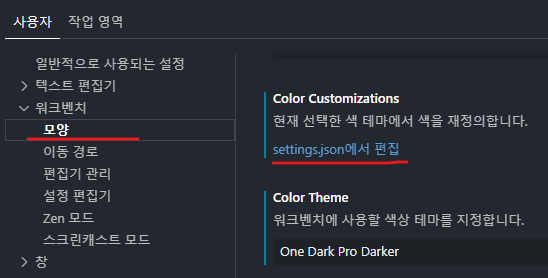 사용자 작업 영역
일반적으로 사용되는 설정
텍스트 편집기
워크벤치
모양
이동 경로
편집기 관리
설정 편집기
Zen 모드
스크린캐스트 모드
창
Color Customizations
현재 선택한 색 테마에서 색을 재정의합니다.
settings.json에서 편집
Color Theme
워크벤치에 사용할 색상 테마를 지정합니다.
One Dark Pro Darker